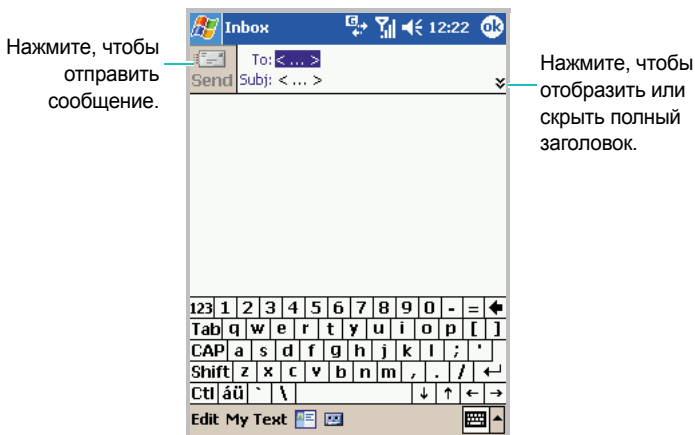 Нажмите, чтобы
отправить
сообщение.
Inbox G 12:22 ok
To: < ... >
Send Subj: < ... >
Нажмите, чтобы
отобразить или
скрыть полный
заголовок.
123 1 2 3 4 5 6 7 8 9 0 - =
Tab q w e r t y u i o p [ ]
CAP a s d f g h j k l ; '
Shift z x c v b n m , . /
Ctl áü ` \ ↓ ↑ ← →
Edit My Text